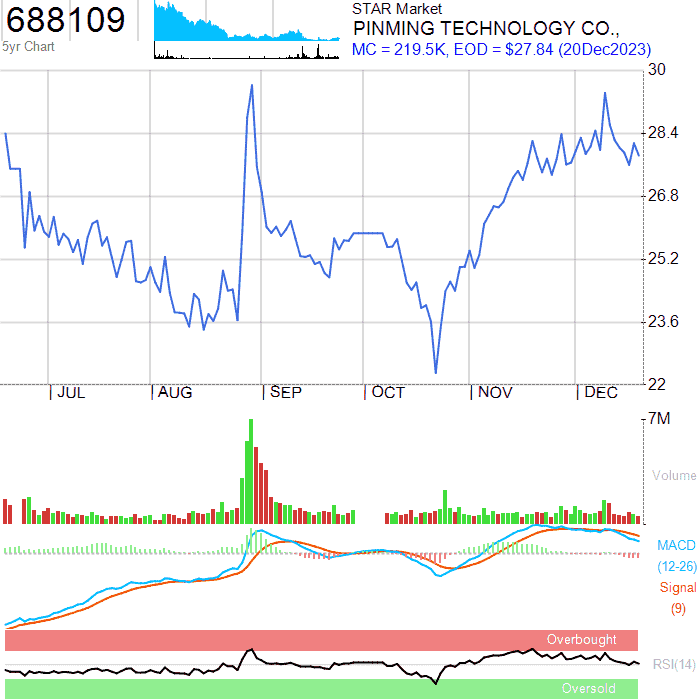 688109
5yr Chart
STAR Market
PINMING TECHNOLOGY CO.,
MC = 219.5K, EOD = $27.84 (20Dec2023)
30
28.4
26.8
25.2
23.6
22
JUL AUG SEP OCT NOV DEC
7M
Volume
MACD
(12-26)
Signal
(9)
Overbought
RSI(14)
Oversold